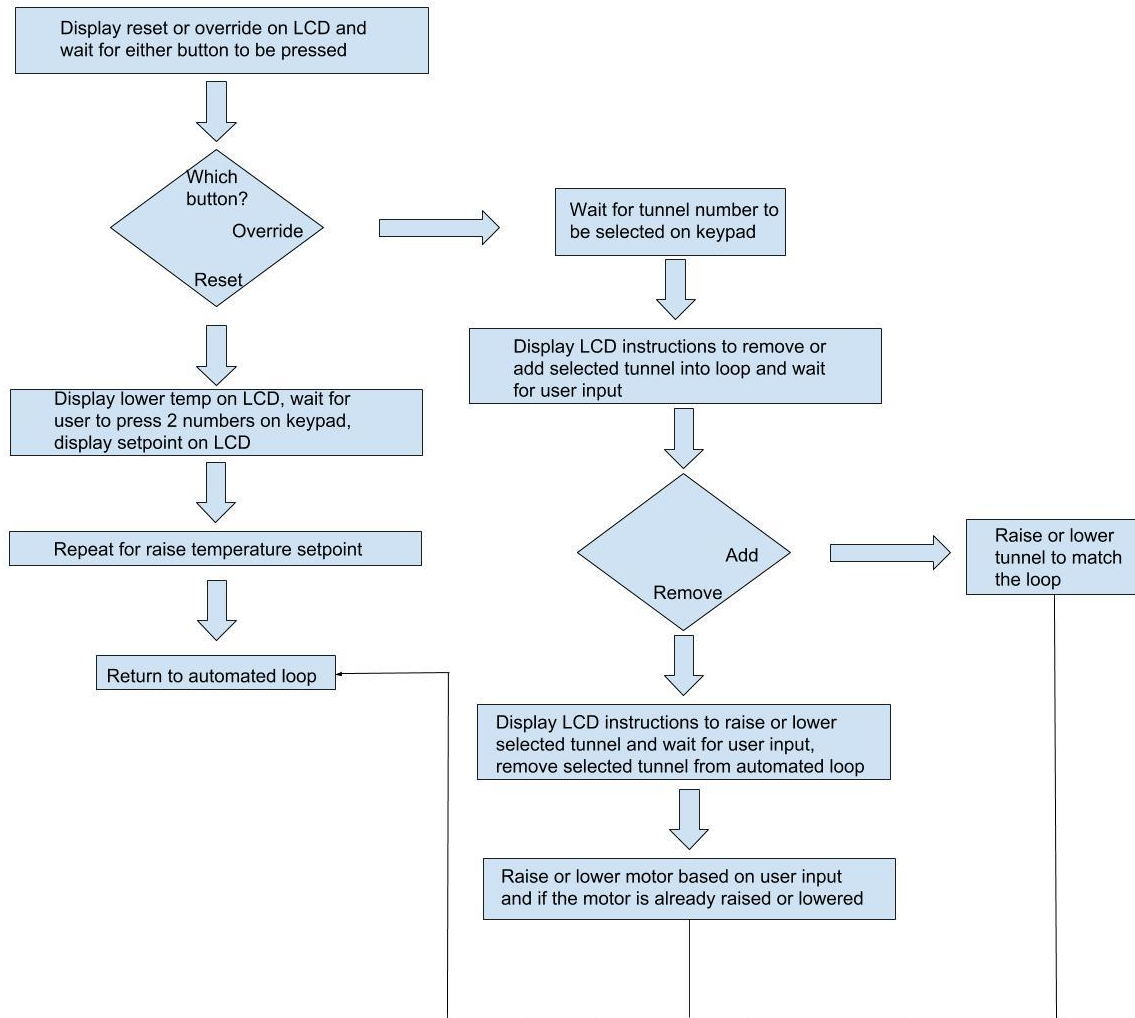 Display reset or override on LCD and
wait for either button to be pressed
Which
button?
Override
Reset
Display lower temp on LCD, wait for
user to press 2 numbers on keypad,
display setpoint on LCD
Repeat for raise temperature setpoint
Return to automated loop
Wait for tunnel number to
be selected on keypad
Display LCD instructions to remove or
add selected tunnel into loop and wait
for user input
Add
Remove
Raise or lower
tunnel to match
the loop
Display LCD instructions to raise or lower
selected tunnel and wait for user input,
remove selected tunnel from automated loop
Raise or lower motor based on user input
and if the motor is already raised or lowered